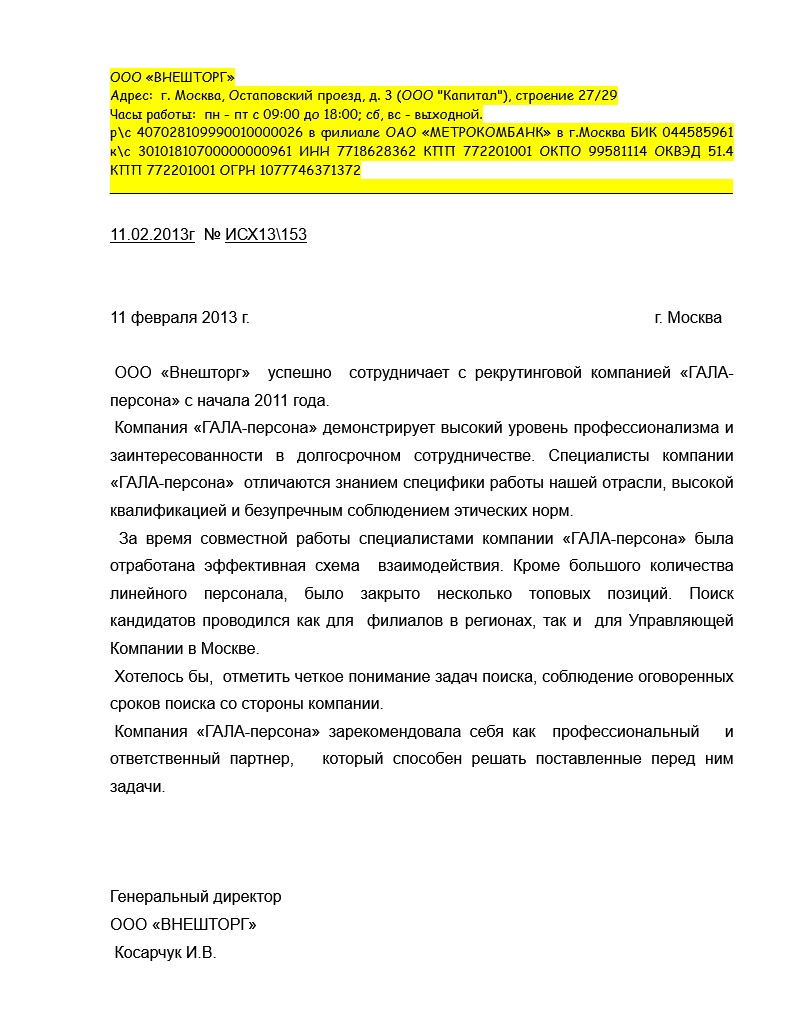 ООО «ВНЕШТОРГ»
Адрес: г. Москва, Остаповский проезд, д. 3 (ООО "Капитал"), строение 27/29
Часы работы: пн - пт с 09:00 до 18:00; сб, вс - выходной.
р\с 407028109990010000026 в филиале ОАО «МЕТРОКОМБАНК» в г.Москва БИК 044585961
к\с 30101810700000000961 ИНН 7718628362 КПП 772201001 ОКПО 99581114 ОКВЭД 51.4
КПП 772201001 ОГРН 1077746371372
11.02.2013г № ИСХ13\153
11 февраля 2013 г. г. Москва
ООО «Внешторг» успешно сотрудничает с рекрутинговой компанией «ГАЛА-
персона» с начала 2011 года.
Компания «ГАЛА-персона» демонстрирует высокий уровень профессионализма и
заинтересованности в долгосрочном сотрудничестве. Специалисты компании
«ГАЛА-персона» отличаются знанием специфики работы нашей отрасли, высокой
квалификацией и безупречным соблюдением этических норм.
За время совместной работы специалистами компании «ГАЛА-персона» была
отработана эффективная схема взаимодействия. Кроме большого количества
линейного персонала, было закрыто несколько топовых позиций. Поиск
кандидатов проводился как для филиалов в регионах, так и для Управляющей
Компании в Москве.
Хотелось бы, отметить четкое понимание задач поиска, соблюдение оговоренных
сроков поиска со стороны компании.
Компания «ГАЛА-персона» зарекомендовала себя как профессиональный и
ответственный партнер, который способен решать поставленные перед ним
задачи.
Генеральный директор
ООО «ВНЕШТОРГ»
Косарчук И.В.